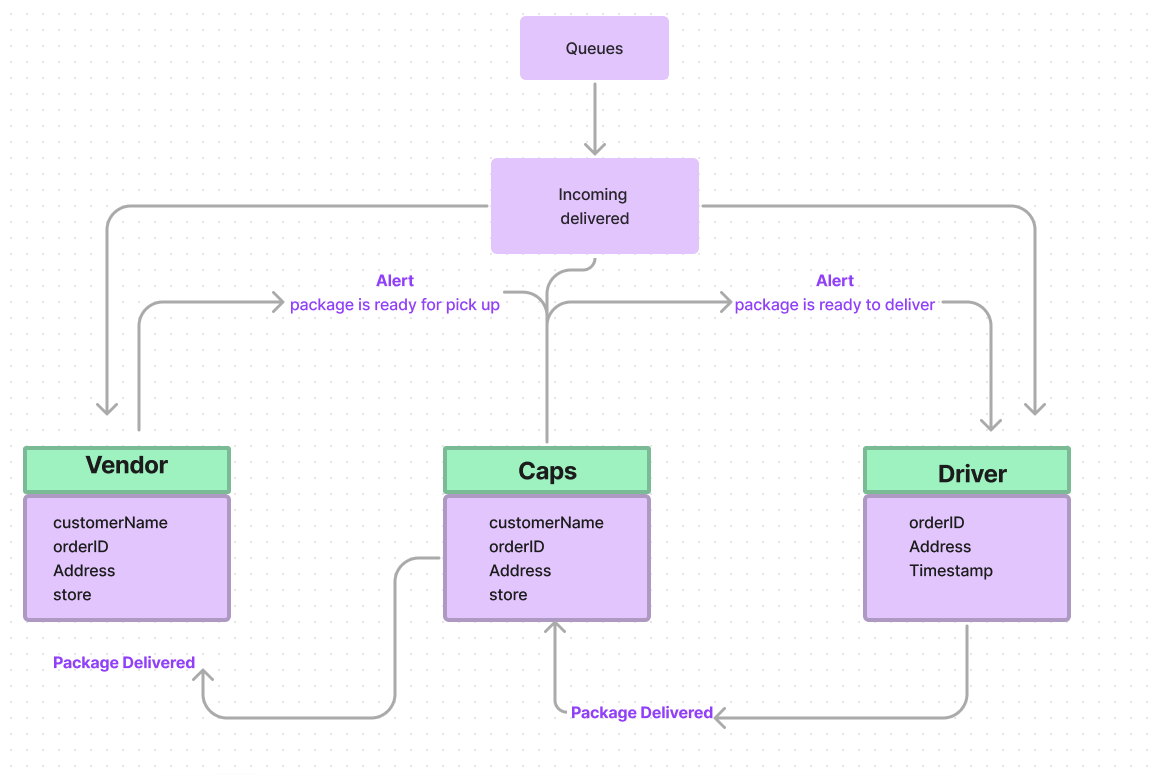 Queues
Incoming
delivered
Alert
package is ready for pick up
Alert
package is ready to deliver
Vendor
customerName
orderID
Address
store
Caps
customerName
orderID
Address
store
Driver
orderID
Address
Timestamp
Package Delivered
Package Delivered